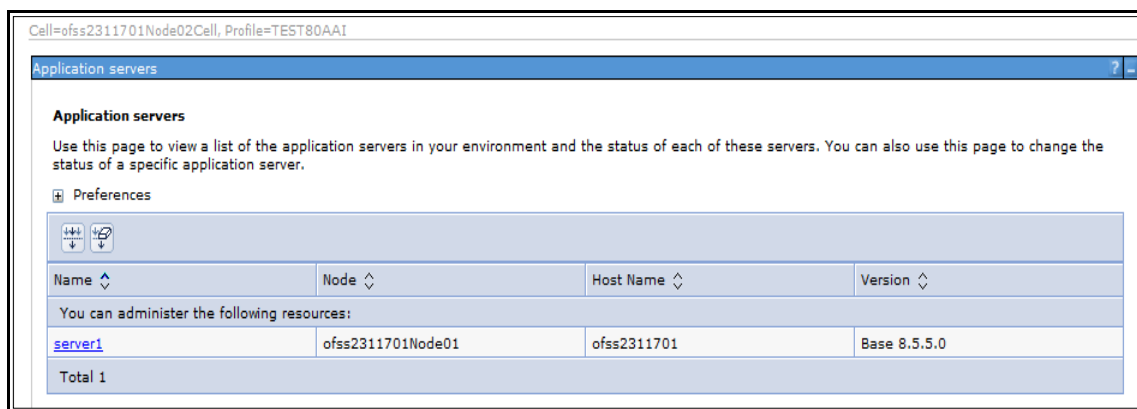 Cell=ofss2311701Node02Cell, Profile=TEST80AAI
Application servers ? -
Application servers
Use this page to view a list of the application servers in your environment and the status of each of these servers. You can also use this page to change the
status of a specific application server.
+ Preferences
Name Node Host Name Version
You can administer the following resources:
server1 ofss2311701Node01 ofss2311701 Base 8.5.5.0
Total 1